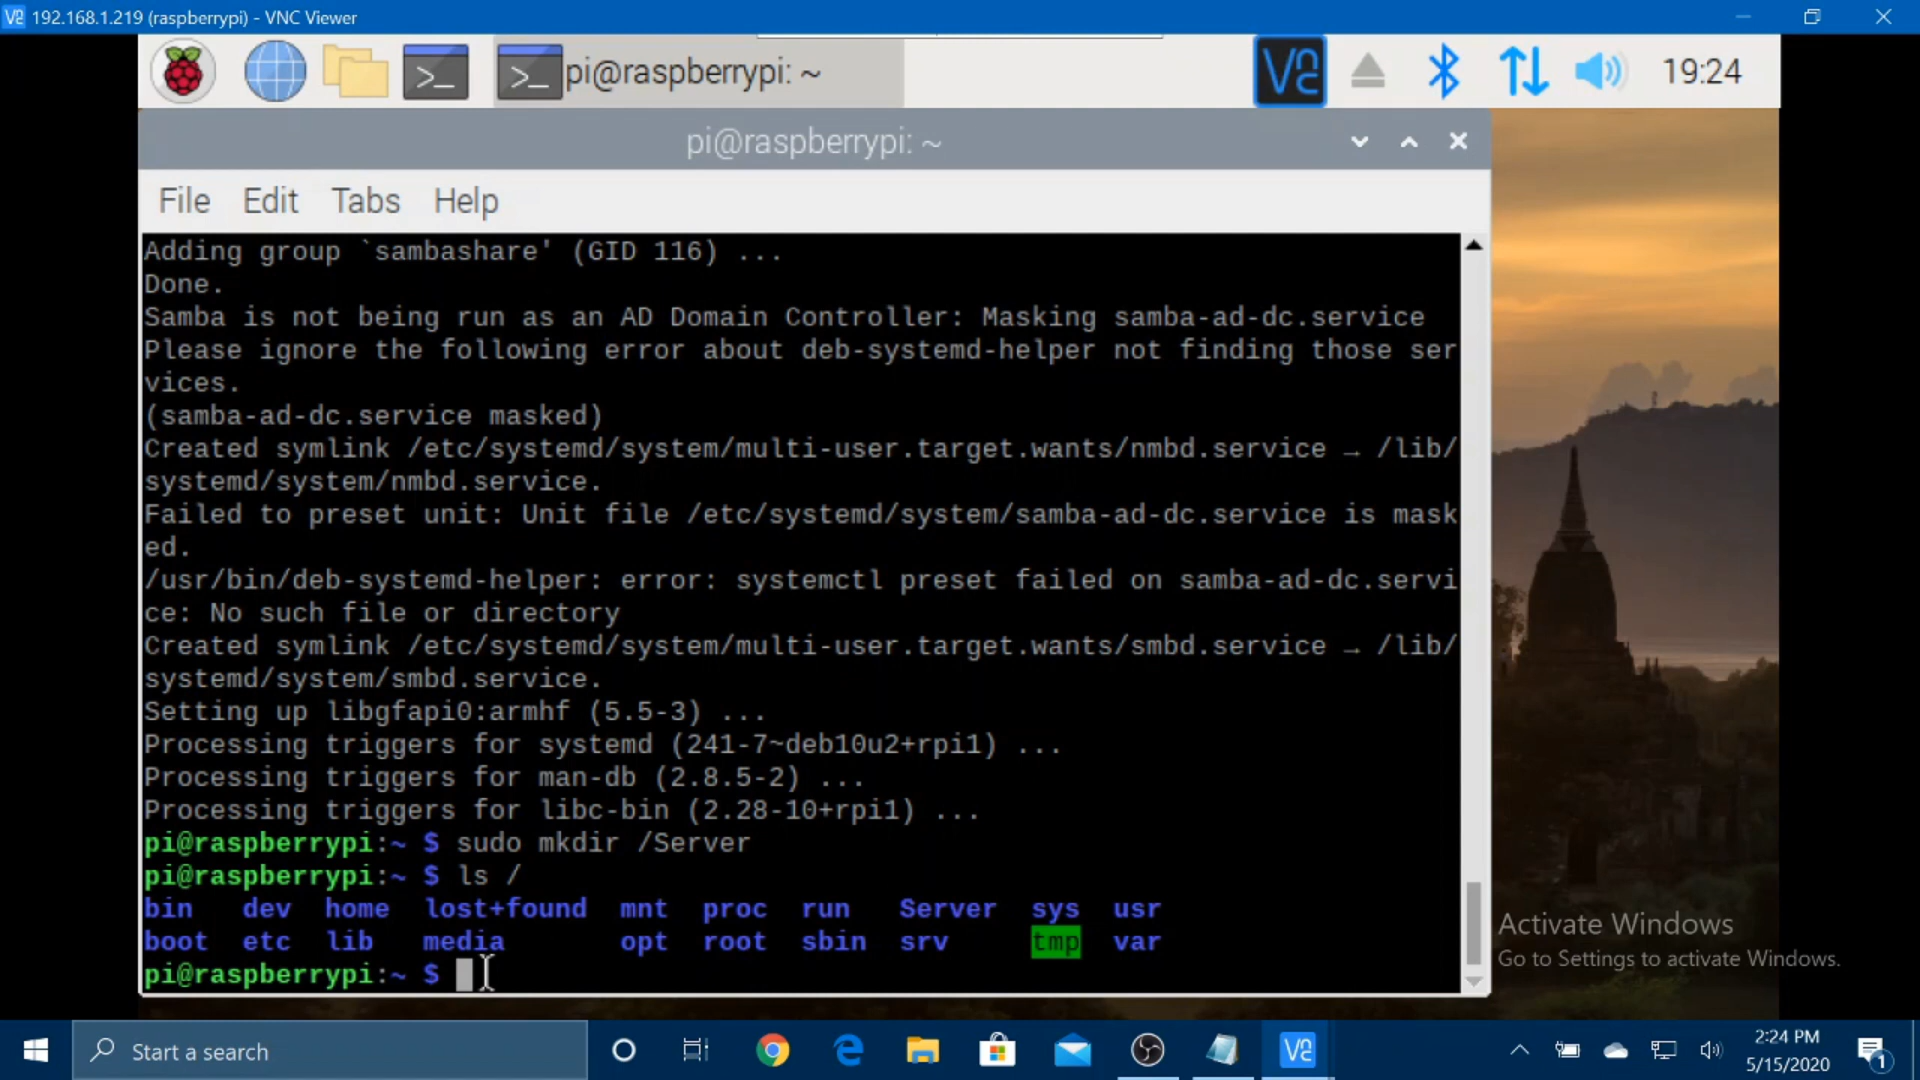 192.168.1.219 (raspberrypi) - VNC Viewer
pi@raspberrypi: ~
19:24
pi@raspberrypi: ~
File Edit Tabs Help
Adding group `sambashare' (GID 116) ...
Done.
Samba is not being run as an AD Domain Controller: Masking samba-ad-dc.service
Please ignore the following error about deb-systemd-helper not finding those ser
vices.
(samba-ad-dc.service masked)
Created symlink /etc/systemd/system/multi-user.target.wants/nmbd.service → /lib/
systemd/system/nmbd.service.
Failed to preset unit: Unit file /etc/systemd/system/samba-ad-dc.service is mask
ed.
/usr/bin/deb-systemd-helper: error: systemctl preset failed on samba-ad-dc.servi
ce: No such file or directory
Created symlink /etc/systemd/system/multi-user.target.wants/smbd.service → /lib/
systemd/system/smbd.service.
Setting up libgfapi0:armhf (5.5-3) ...
Processing triggers for systemd (241-7~deb10u2+rpi1) ...
Processing triggers for man-db (2.8.5-2) ...
Processing triggers for libc-bin (2.28-10+rpi1) ...
pi@raspberrypi:~ $ sudo mkdir /Server
pi@raspberrypi:~ $ ls /
bin dev home lost+found mnt proc run Server sys usr
boot etc lib media opt root sbin srv tmp var
pi@raspberrypi:~ $
Activate Windows
Go to Settings to activate Windows.
Start a search
2:24 PM
5/15/2020
1